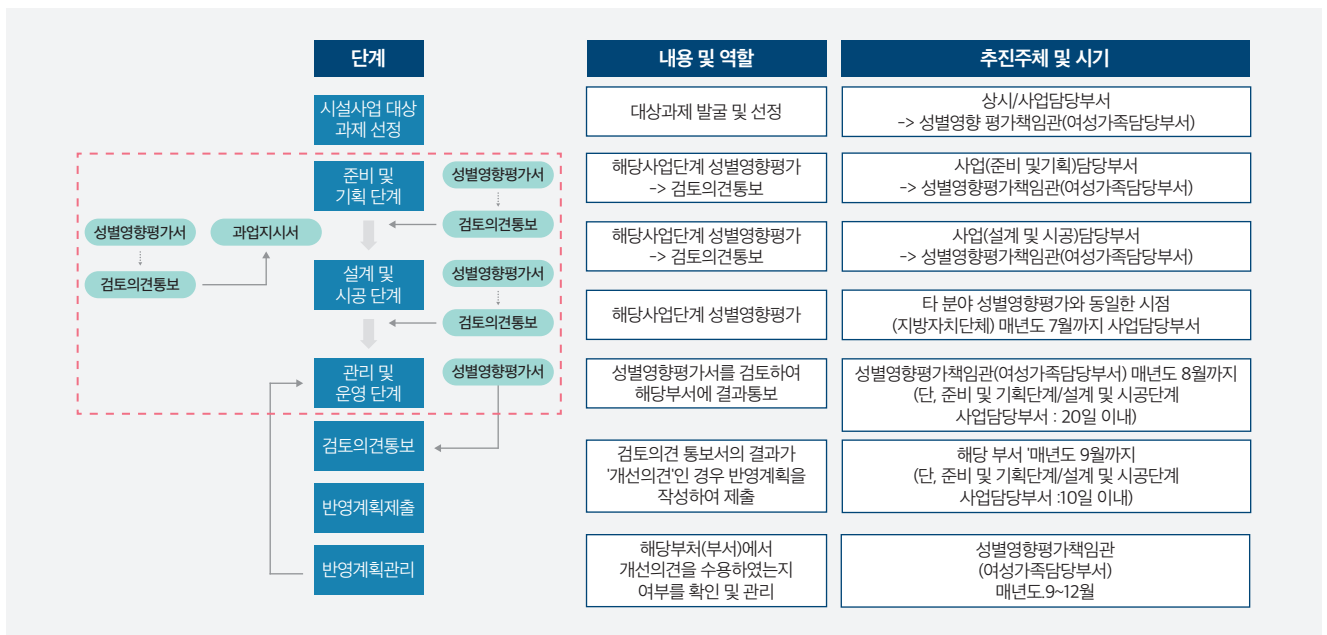 단계
내용 및 역할
추진주체 및 시기
시설사업 대상
과제 선정
대상과제 발굴 및 선정
상시/사업담당부서
-> 성별영향 평가책임관(여성가족담당부서)
준비 및
기획 단계
성별영향평가서
검토의견통보
해당사업단계 성별영향평가
-> 검토의견통보
사업(준비 및기획)담당부서
-> 성별영향평가책임관(여성가족담당부서)
성별영향평가서
과업지시서
검토의견통보
설계 및
시공 단계
성별영향평가서
검토의견통보
해당사업단계 성별영향평가
-> 검토의견통보
사업(설계 및 시공)담당부서
-> 성별영향평가책임관(여성가족담당부서)
해당사업단계 성별영향평가
타 분야 성별영향평가와 동일한 시점
(지방자치단체) 매년도 7월까지 사업담당부서
관리 및
운영 단계
성별영향평가서
성별영향평가서를 검토하여
해당부서에 결과통보
성별영향평가책임관(여성가족담당부서) 매년도 8월까지
(단, 준비 및 기획단계/설계 및 시공단계
사업담당부서 : 20일 이내)
검토의견통보
검토의견 통보서의 결과가
'개선의견'인 경우 반영계획을
작성하여 제출
해당 부서 '매년도 9월까지
(단, 준비 및 기획단계/설계 및 시공단계
사업담당부서 :10일 이내)
반영계획제출
반영계획관리
해당부처(부서)에서
개선의견을 수용하였는지
여부를 확인 및 관리
성별영향평가책임관
(여성가족담당부서)
매년도.9~12월